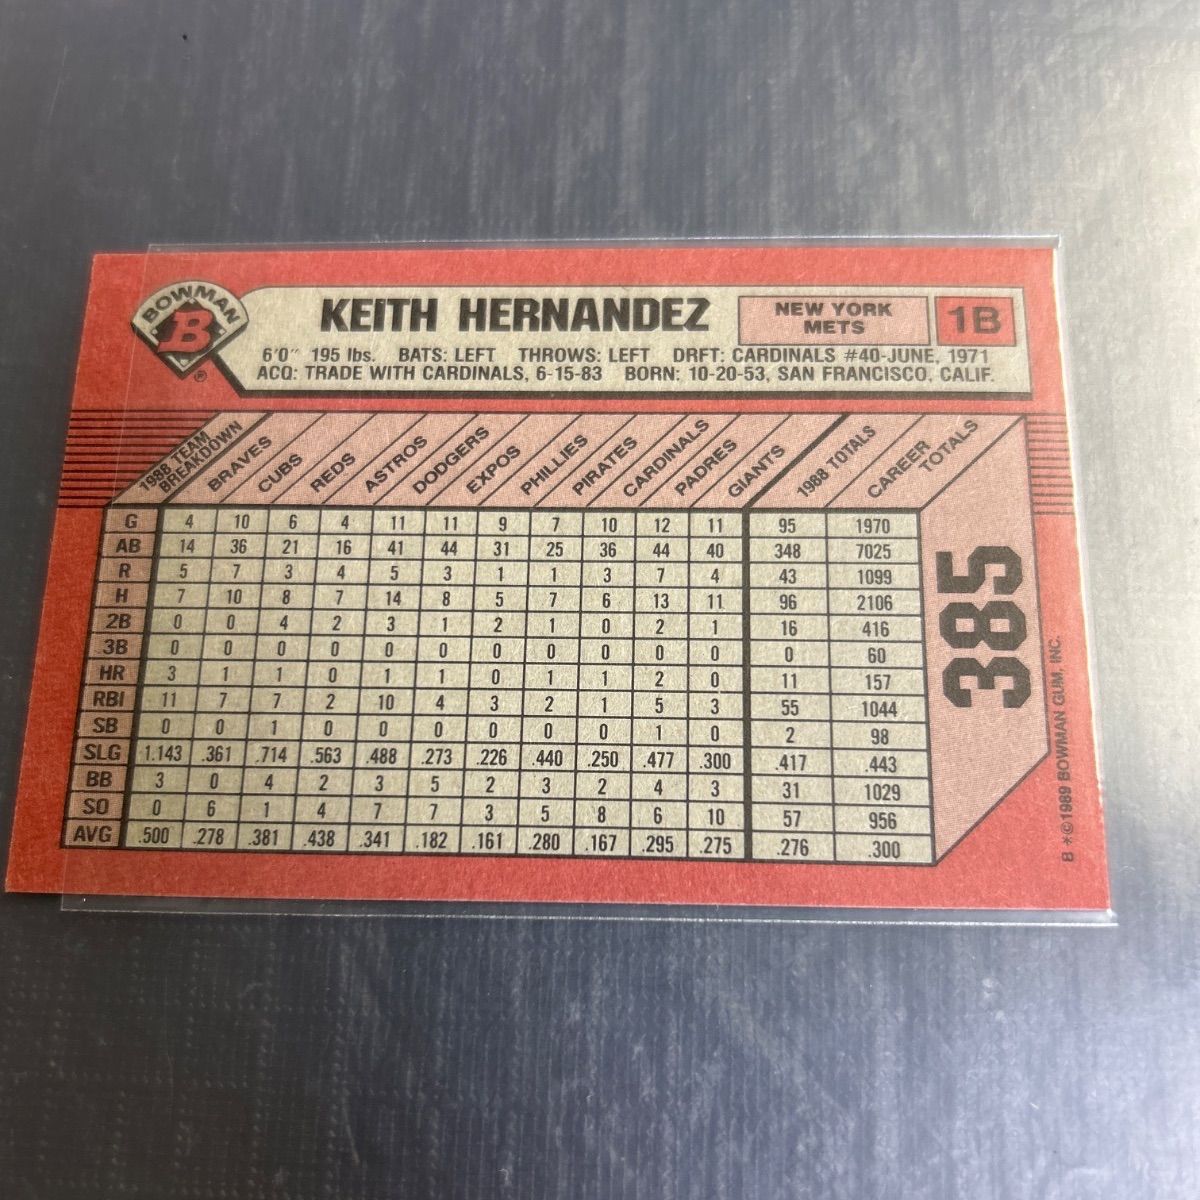 BOWMAN
B
®
KEITH HERNANDEZ
NEW YORK
METS
1B
6'0" 195 lbs. BATS: LEFT THROWS: LEFT DRFT: CARDINALS #40-JUNE, 1971
ACQ: TRADE WITH CARDINALS, 6-15-83 BORN: 10-20-53, SAN FRANCISCO, CALIF.
1988 TEAM BREAKDOWN BRAVES CUBS REDS ASTROS DODGERS EXPOS PHILLIES PIRATES CARDINALS PADRES GIANTS 1988 TOTALS CAREER TOTALS
G 4 10 6 4 11 11 9 7 10 12 11 95 1970
AB 14 36 21 16 41 44 31 25 36 44 40 348 7025
R 5 7 3 4 5 3 1 1 3 7 4 43 1099
H 7 10 8 7 14 8 5 7 6 13 11 96 2106
2B 0 0 4 2 3 1 2 1 0 2 1 16 416
3B 0 0 0 0 0 0 0 0 0 0 0 0 60
HR 3 1 1 0 1 1 0 1 1 2 0 11 157
RBI 11 7 7 2 10 4 3 2 1 5 3 55 1044
SB 0 0 1 0 0 0 0 0 0 1 0 2 98
SLG 1.143 .361 .714 .563 .488 .273 .226 .440 .250 .477 .300 .417 .443
BB 3 0 4 2 3 5 2 3 2 4 3 31 1029
SO 0 6 1 4 7 7 3 5 8 6 10 57 956
AVG .500 .278 .381 .438 .341 .182 .161 .280 .167 .295 .275 .276 .300
385
B *©1989 BOWMAN GUM, INC.